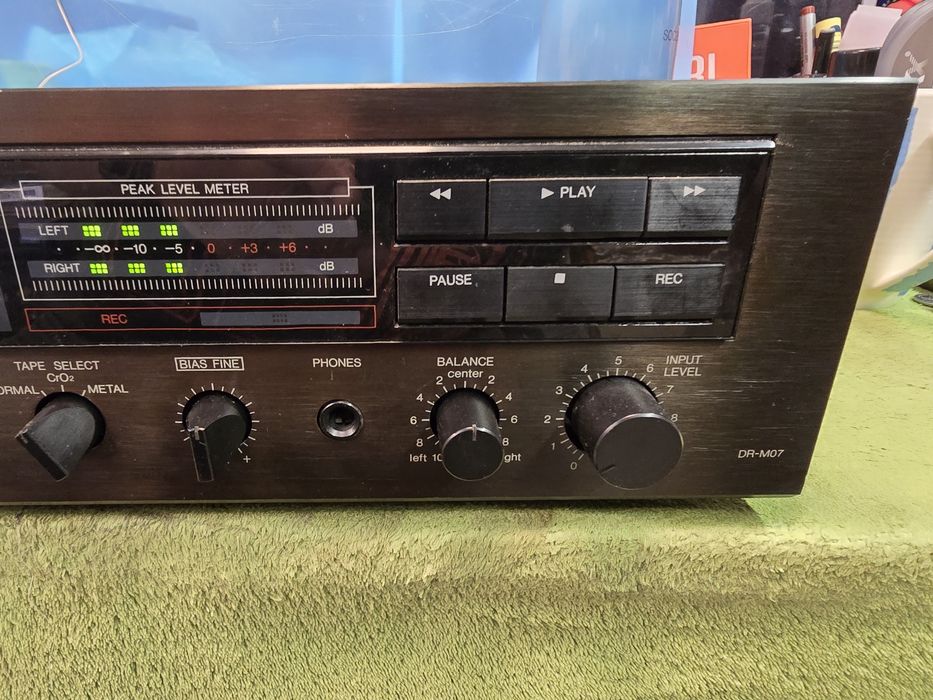 PEAK LEVEL METER
LEFT dB
–∞ · –10 · –5 · 0 · +3 · +6 ·
RIGHT dB
REC
◀◀ ▶ PLAY ▶▶
PAUSE ■ REC
TAPE SELECT
CrO₂
METAL
BIAS FINE
+
PHONES
BALANCE
center
2 2
4 4
6 6
8 8
left 10
INPUT
LEVEL
0 1 2 3 4 5 6 7 8
DR-M07